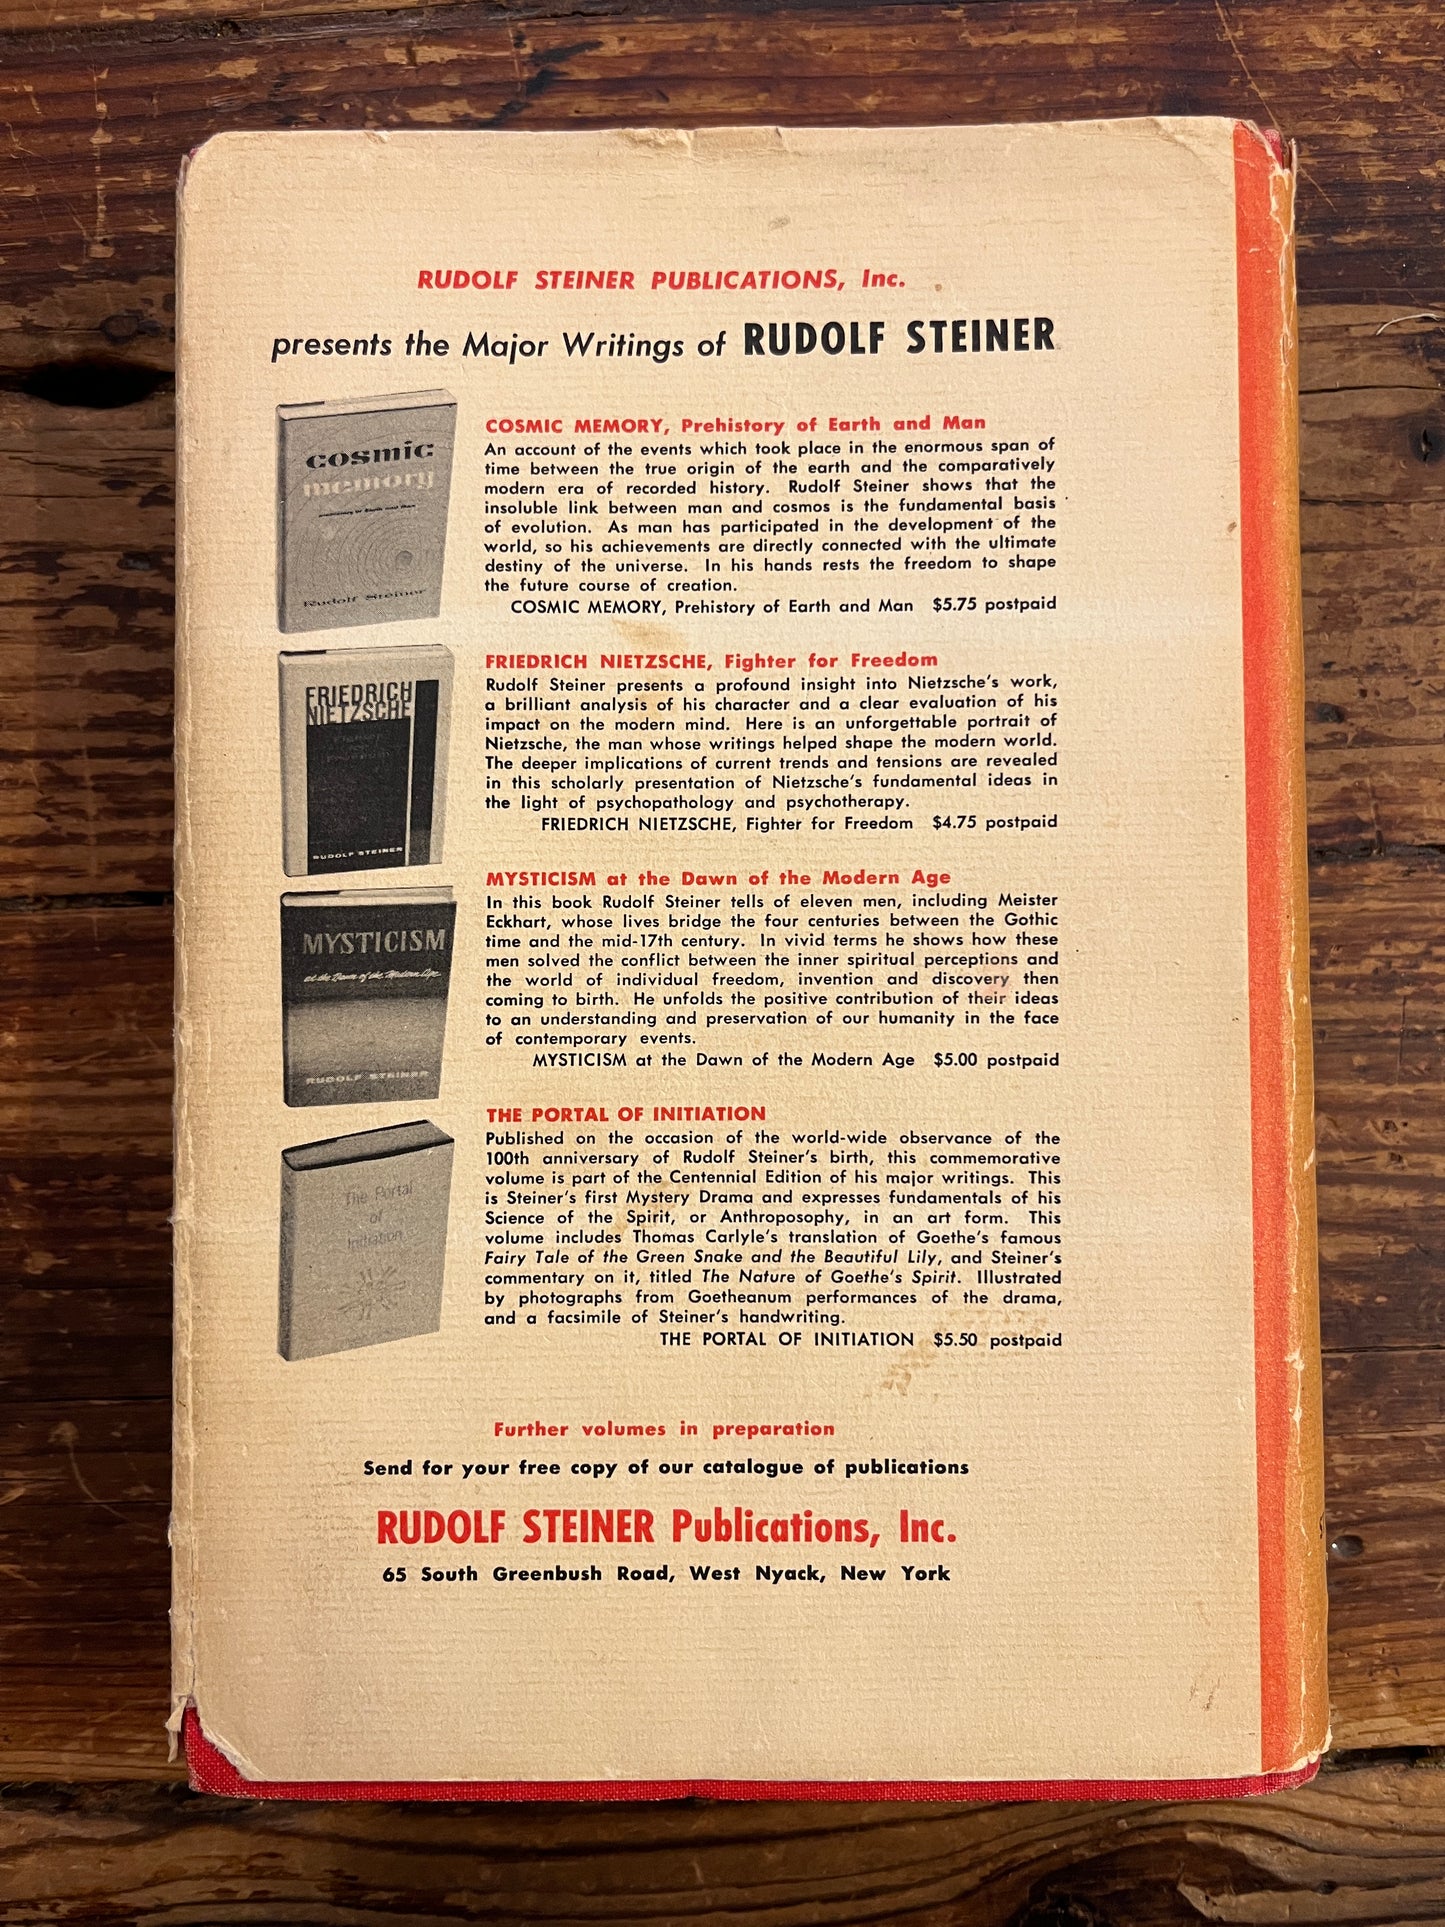 RUDOLF STEINER PUBLICATIONS, Inc.
presents the Major Writings of RUDOLF STEINER
cosmic
memory
Rudolf Steiner
COSMIC MEMORY, Prehistory of Earth and Man
An account of the events which took place in the enormous span of
time between the true origin of the earth and the comparatively
modern era of recorded history. Rudolf Steiner shows that the
insoluble link between man and cosmos is the fundamental basis
of evolution. As man has participated in the development of the
world, so his achievements are directly connected with the ultimate
destiny of the universe. In his hands rests the freedom to shape
the future course of creation.
COSMIC MEMORY, Prehistory of Earth and Man $5.75 postpaid
FRIEDRICH
NIETZSCHE
RUDOLF STEINER
FRIEDRICH NIETZSCHE, Fighter for Freedom
Rudolf Steiner presents a profound insight into Nietzsche's work,
a brilliant analysis of his character and a clear evaluation of his
impact on the modern mind. Here is an unforgettable portrait of
Nietzsche, the man whose writings helped shape the modern world.
The deeper implications of current trends and tensions are revealed
in this scholarly presentation of Nietzsche's fundamental ideas in
the light of psychopathology and psychotherapy.
FRIEDRICH NIETZSCHE, Fighter for Freedom $4.75 postpaid
MYSTICISM
at the Dawn of the Modern Age
RUDOLF STEINER
MYSTICISM at the Dawn of the Modern Age
In this book Rudolf Steiner tells of eleven men, including Meister
Eckhart, whose lives bridge the four centuries between the Gothic
time and the mid-17th century. In vivid terms he shows how these
men solved the conflict between the inner spiritual perceptions and
the world of individual freedom, invention and discovery then
coming to birth. He unfolds the positive contribution of their ideas
to an understanding and preservation of our humanity in the face
of contemporary events.
MYSTICISM at the Dawn of the Modern Age $5.00 postpaid
The Portal
of
Initiation
THE PORTAL OF INITIATION
Published on the occasion of the world-wide observance of the
100th anniversary of Rudolf Steiner's birth, this commemorative
volume is part of the Centennial Edition of his major writings. This
is Steiner's first Mystery Drama and expresses fundamentals of his
Science of the Spirit, or Anthroposophy, in an art form. This
volume includes Thomas Carlyle's translation of Goethe's famous
Fairy Tale of the Green Snake and the Beautiful Lily, and Steiner's
commentary on it, titled The Nature of Goethe's Spirit. Illustrated
by photographs from Goetheanum performances of the drama,
and a facsimile of Steiner's handwriting.
THE PORTAL OF INITIATION $5.50 postpaid
Further volumes in preparation
Send for your free copy of our catalogue of publications
RUDOLF STEINER Publications, Inc.
65 South Greenbush Road, West Nyack, New York